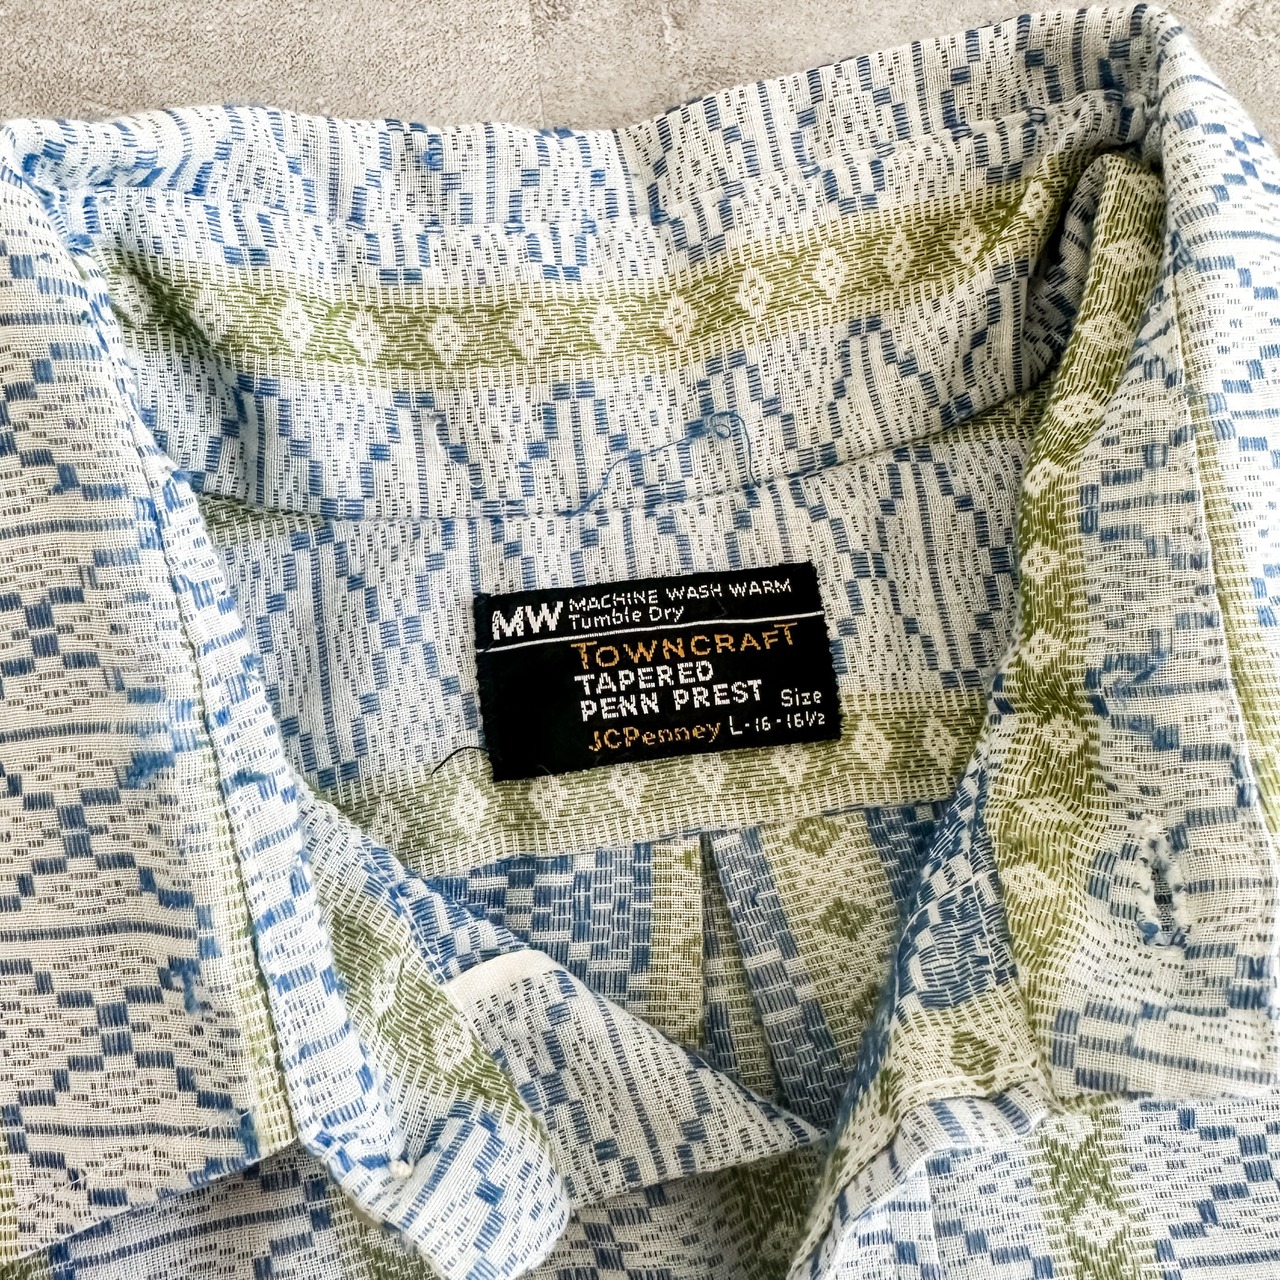 MW MACHINE WASH WARM
Tumble Dry
TOWNCRAFT
TAPERED
PENN PREST Size
JCPenney L-16-16½